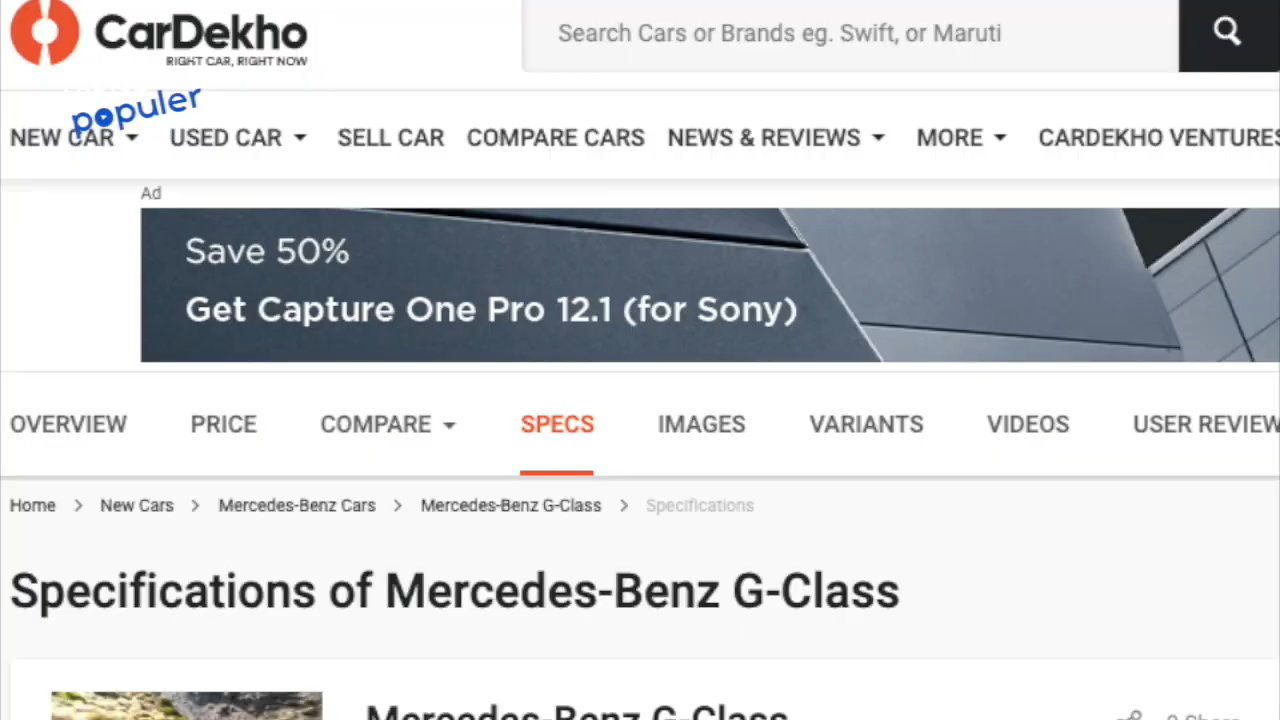 CarDekho
RIGHT CAR, RIGHT NOW
Search Cars or Brands eg. Swift, or Maruti
populer
NEW CAR USED CAR SELL CAR COMPARE CARS NEWS & REVIEWS MORE CARDEKHO VENTURES
Ad
Save 50%
Get Capture One Pro 12.1 (for Sony)
OVERVIEW PRICE COMPARE SPECS IMAGES VARIANTS VIDEOS USER REVIEW
Home > New Cars > Mercedes-Benz Cars > Mercedes-Benz G-Class > Specifications
Specifications of Mercedes-Benz G-Class
Mercedes-Benz G-Class